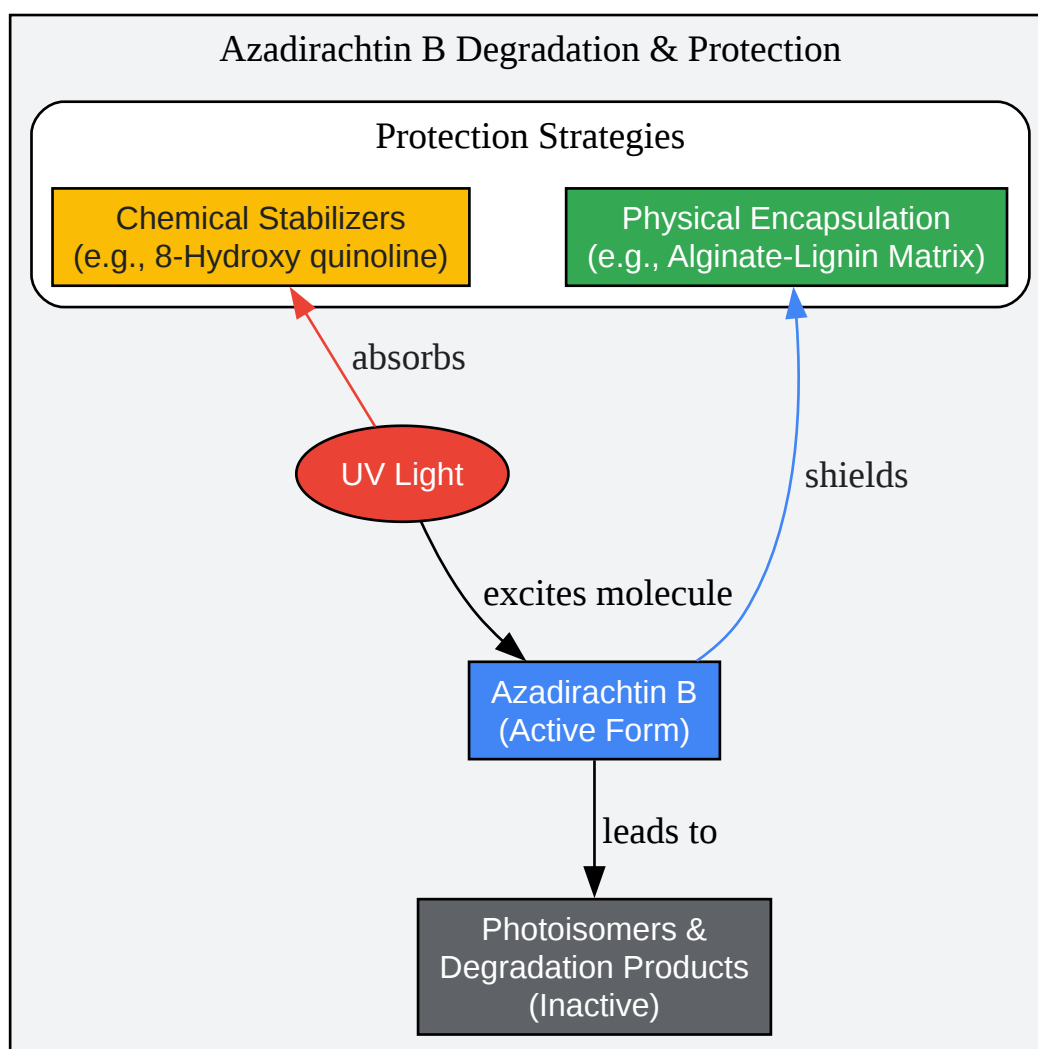 Azadirachtin B Degradation & Protection
Protection Strategies
Chemical Stabilizers
(e.g., 8-Hydroxy quinoline)
Physical Encapsulation
(e.g., Alginate-Lignin Matrix)
absorbs
UV Light
shields
excites molecule
Azadirachtin B
(Active Form)
leads to
Photoisomers &
Degradation Products
(Inactive)